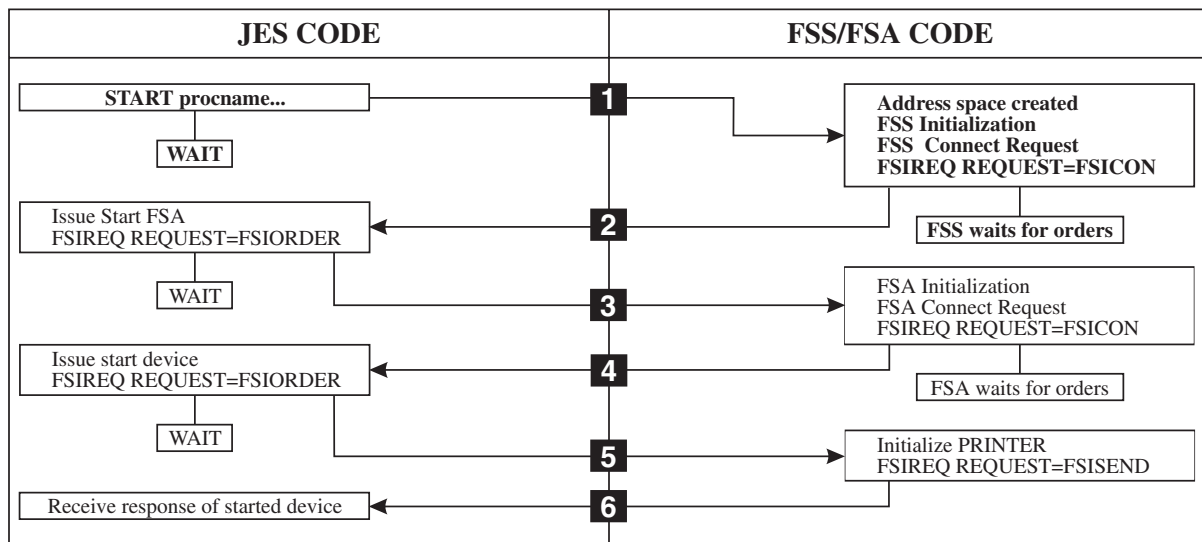 JES CODE
FSS/FSA CODE
START procname...
1
Address space created
FSS Initialization
FSS Connect Request
FSIREQ REQUEST=FSICON
WAIT
Issue Start FSA
FSIREQ REQUEST=FSIORDER
2
FSS waits for orders
WAIT
3
FSA Initialization
FSA Connect Request
FSIREQ REQUEST=FSICON
Issue start device
FSIREQ REQUEST=FSIORDER
4
FSA waits for orders
WAIT
5
Initialize PRINTER
FSIREQ REQUEST=FSISEND
Receive response of started device
6